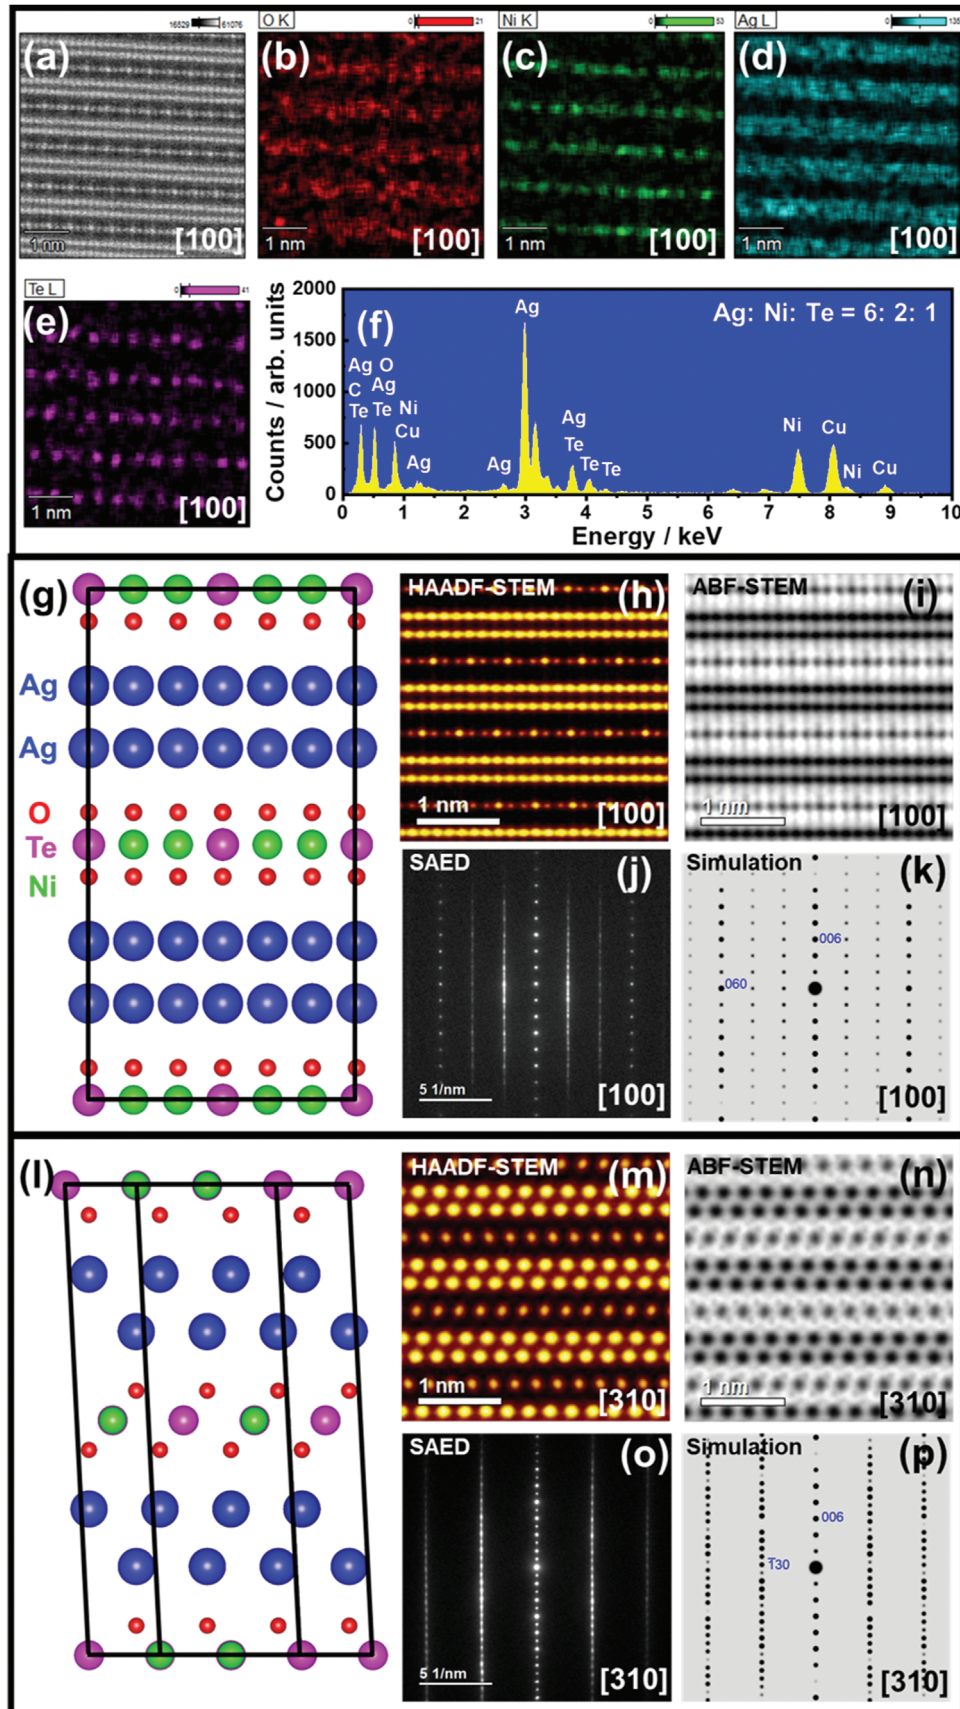 16829 61076
O K 0 21
Ni K 0 53
Ag L 0 135
(a) (b) (c) (d)
1 nm [100] 1 nm [100] 1 nm [100] 1 nm [100]
Te L 0 41
(e)
1 nm [100]
(f)
Ag: Ni: Te = 6: 2: 1
Counts / arb. units
2000
1500
1000
500
0
Ag O
C Ag
Te Te
Ni
Cu
Ag
Ag
Ag
Ag
Te
Te
Te
Ni
Cu
Ni
Cu
0 1 2 3 4 5 6 7 8 9 10
Energy / keV
(g)
Ag
Ag
O
Te
Ni
HAADF-STEM (h)
1 nm [100]
ABF-STEM (i)
1 nm [100]
SAED (j)
5 1/nm [100]
Simulation (k)
006
060
[100]
(l)
HAADF-STEM (m)
1 nm [310]
ABF-STEM (n)
1 nm [310]
SAED (o)
5 1/nm [310]
Simulation (p)
006
1̅30
[310]